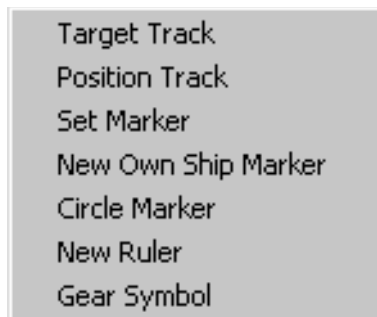 Target Track
Position Track
Set Marker
New Own Ship Marker
Circle Marker
New Ruler
Gear Symbol